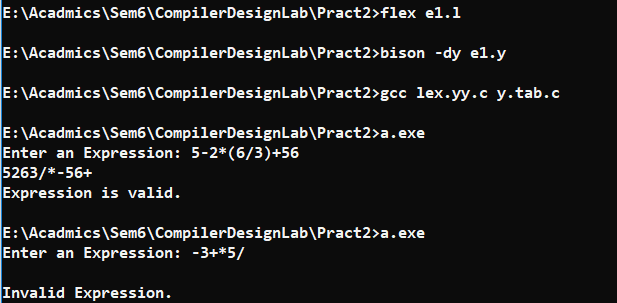 E:\Acadmics\Sem6\CompilerDesignLab\Pract2>flex e1.l
E:\Acadmics\Sem6\CompilerDesignLab\Pract2>bison -dy e1.y
E:\Acadmics\Sem6\CompilerDesignLab\Pract2>gcc lex.yy.c y.tab.c
E:\Acadmics\Sem6\CompilerDesignLab\Pract2>a.exe
Enter an Expression: 5-2*(6/3)+56
5263/*-56+
Expression is valid.
E:\Acadmics\Sem6\CompilerDesignLab\Pract2>a.exe
Enter an Expression: -3+*5/
Invalid Expression.